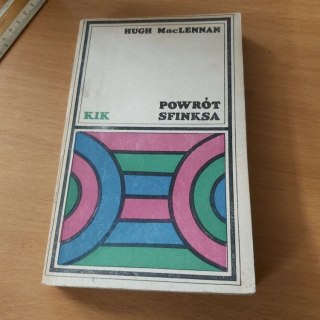 HUGH MacLENNAN
POWRÓT
KIK SFINKSA